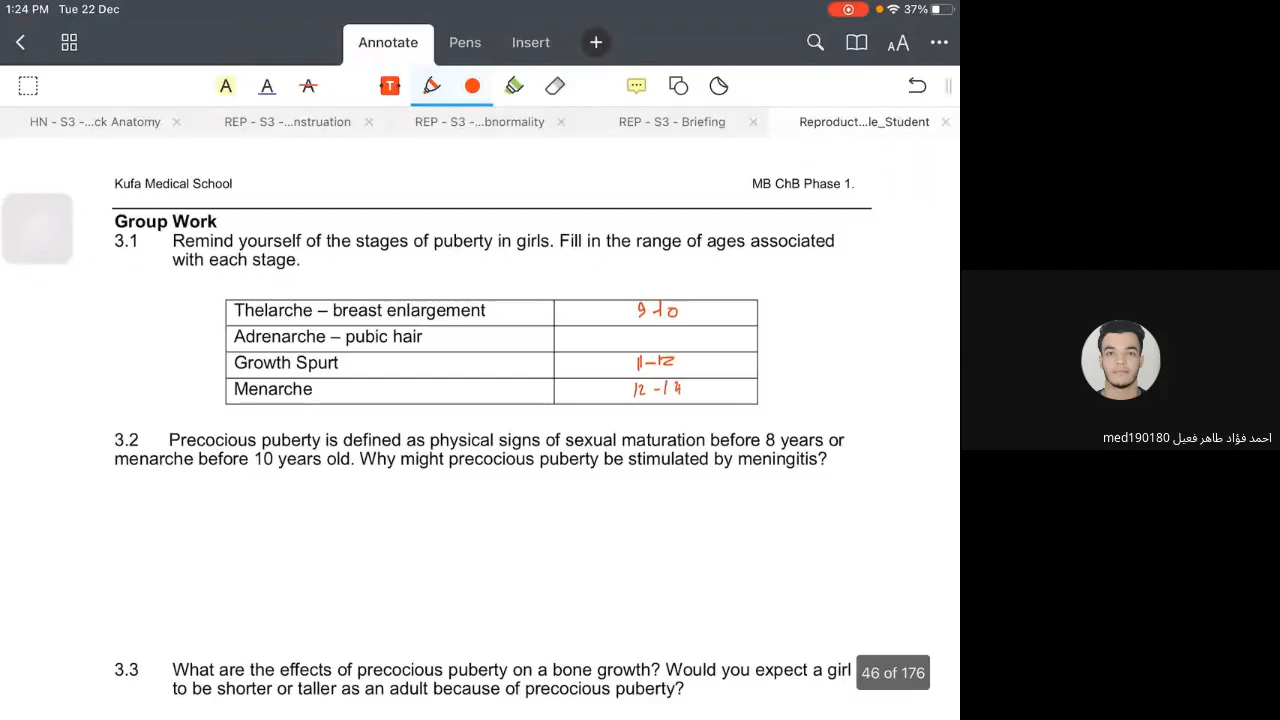 1:24 PM Tue 22 Dec 37%
Annotate Pens Insert
HN - S3 -...ck Anatomy REP - S3 -...nstruation REP - S3 -...bnormality REP - S3 - Briefing Reproduct...le_Student
Kufa Medical School MB ChB Phase 1.
Group Work
3.1 Remind yourself of the stages of puberty in girls. Fill in the range of ages associated
with each stage.
Thelarche – breast enlargement
Adrenarche – pubic hair
Growth Spurt 11-12
Menarche 12-14
3.2 Precocious puberty is defined as physical signs of sexual maturation before 8 years or
menarche before 10 years old. Why might precocious puberty be stimulated by meningitis?
3.3 What are the effects of precocious puberty on a bone growth? Would you expect a girl
to be shorter or taller as an adult because of precocious puberty?
46 of 176
احمد فؤاد طاهر فعيل med190180